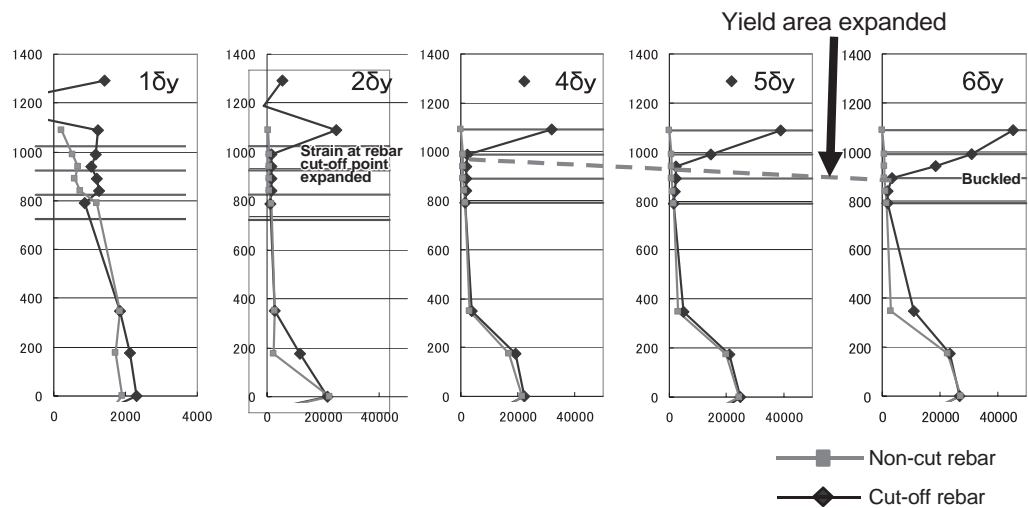 Yield area expanded
1400
1200
1000
800
600
400
200
0
0 2000 4000
1δy
1400
1200
1000
800
600
400
200
0
0 20000 40000
2δy
Strain at rebar
cut-off point
expanded
1400
1200
1000
800
600
400
200
0
0 20000 40000
4δy
1400
1200
1000
800
600
400
200
0
0 20000 40000
5δy
1400
1200
1000
800
600
400
200
0
0 20000 40000
6δy
Buckled
Non-cut rebar
Cut-off rebar